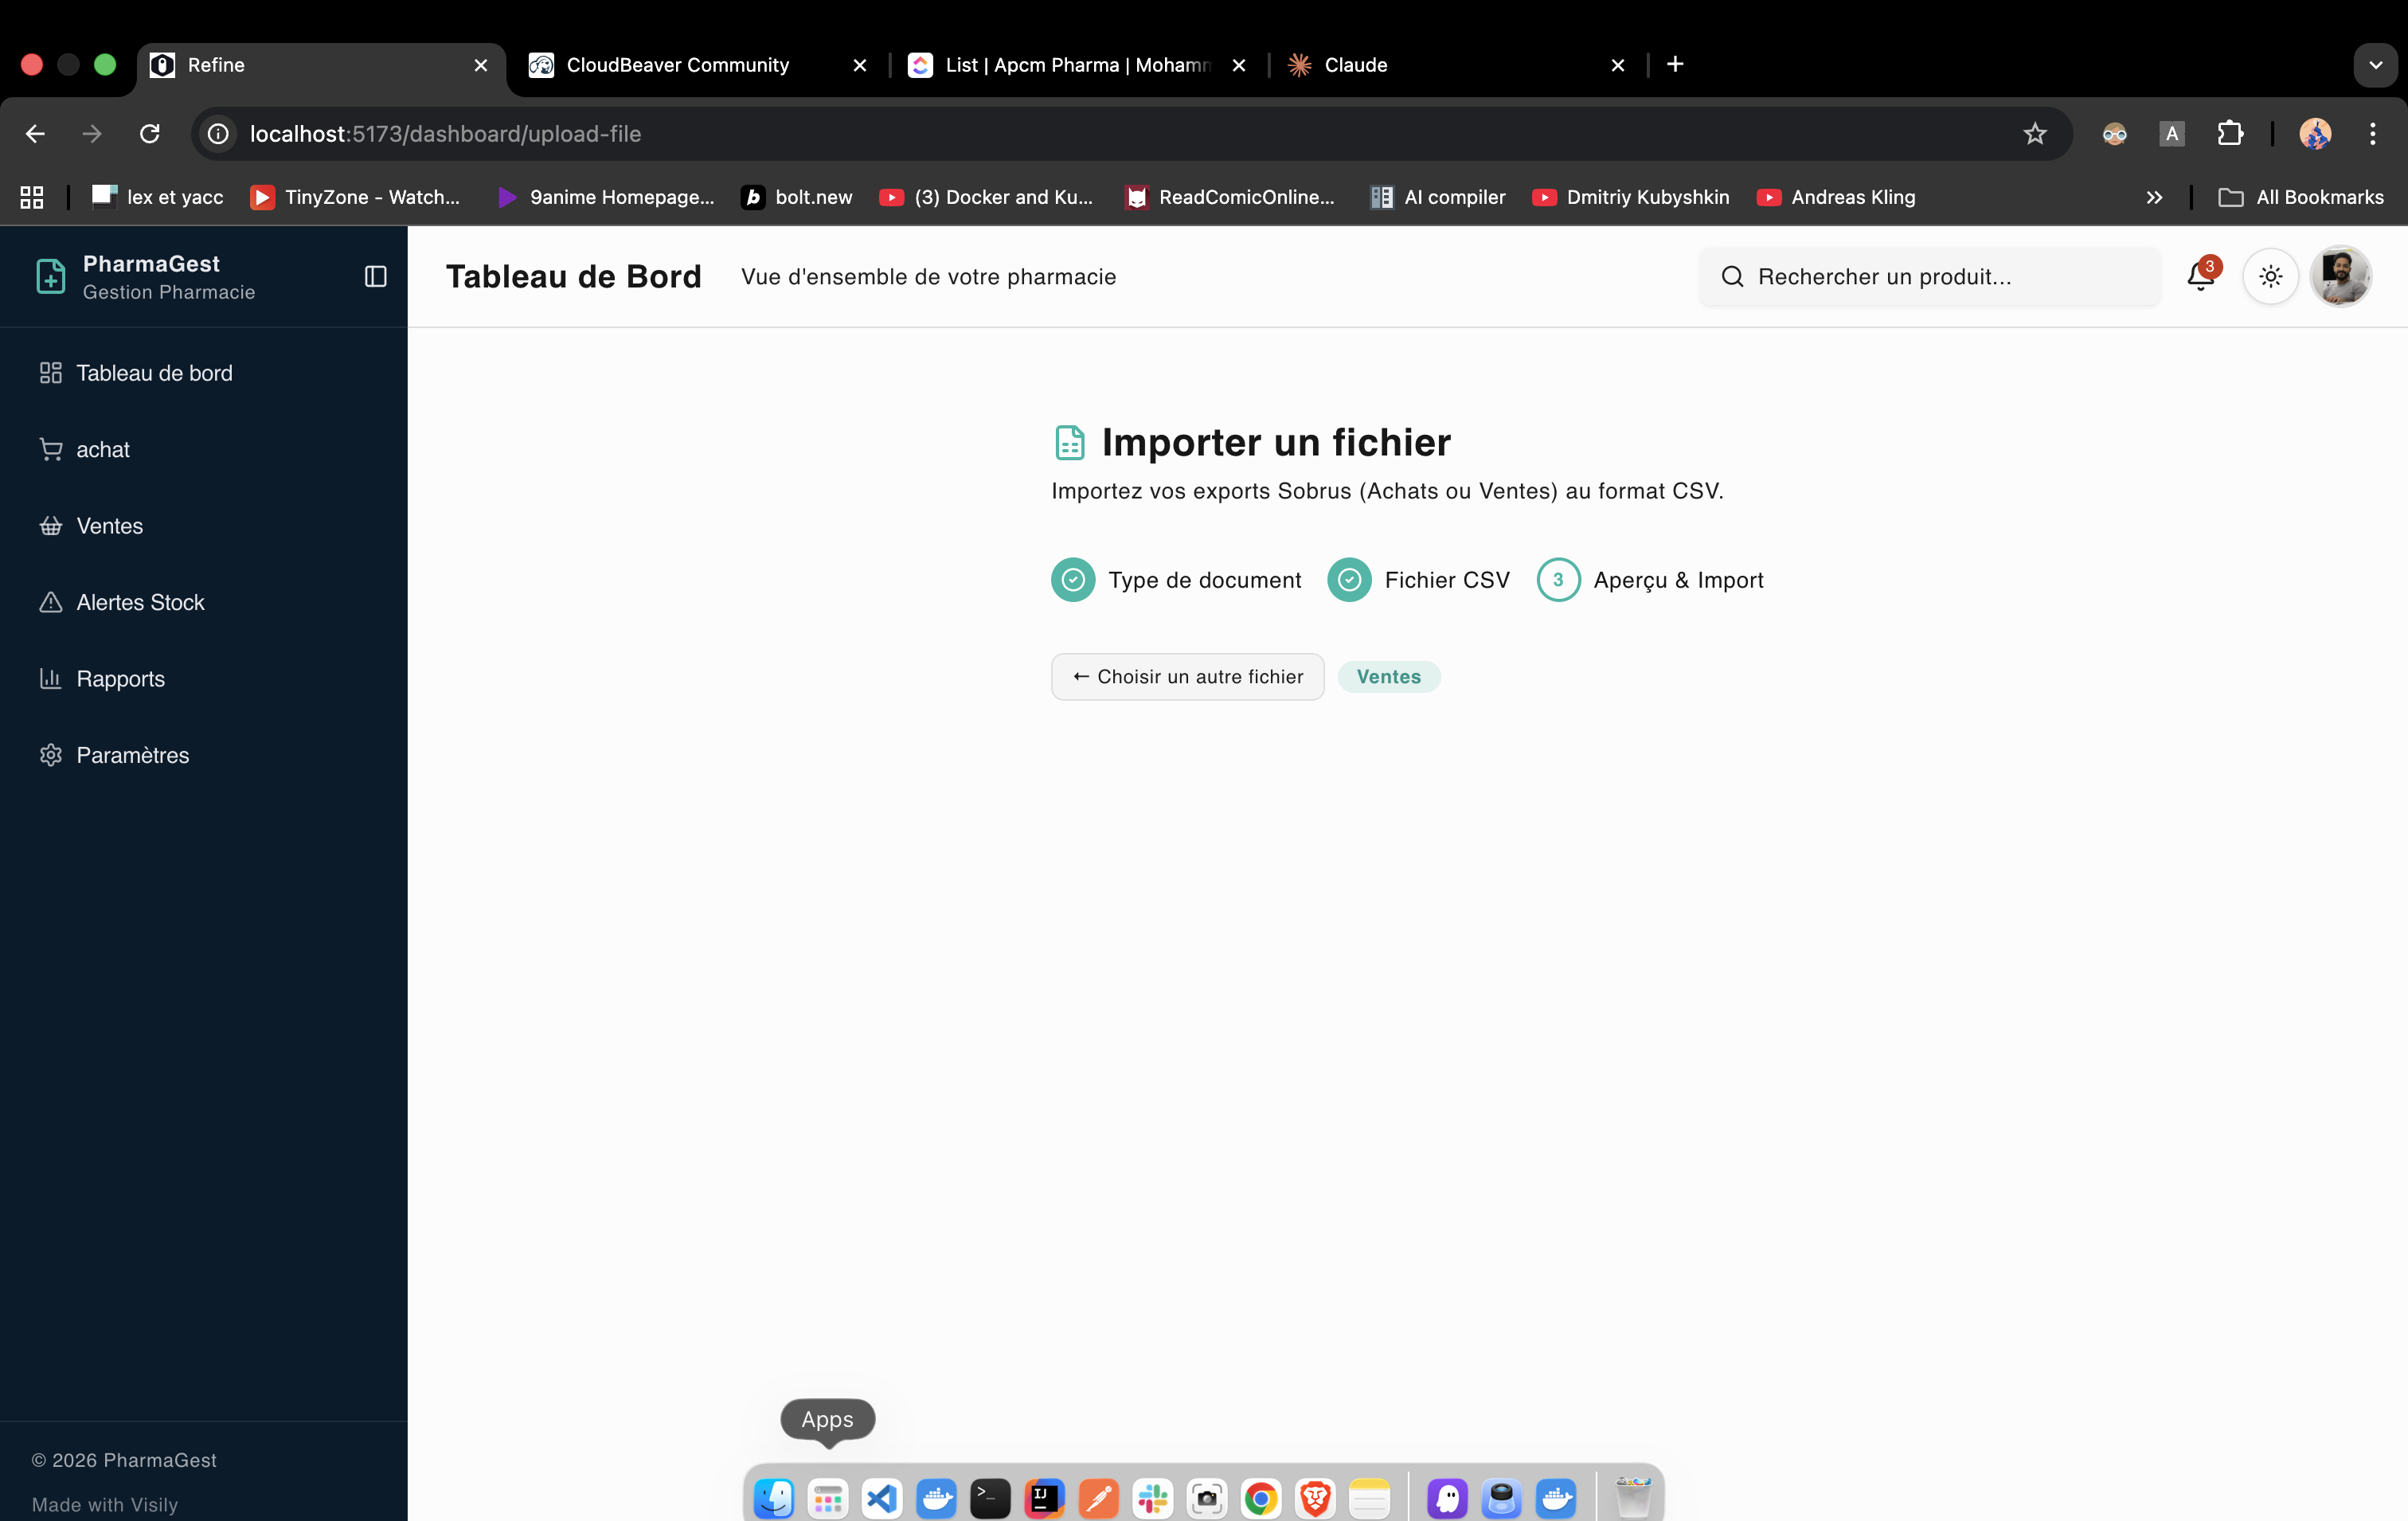 Refine
CloudBeaver Community
List | Apcm Pharma | Moham
Claude
localhost:5173/dashboard/upload-file
A
lex et yacc
TinyZone - Watch...
9anime Homepage...
bolt.new
(3) Docker and Ku...
ReadComicOnline...
AI compiler
Dmitriy Kubyshkin
Andreas Kling
All Bookmarks
PharmaGest
Gestion Pharmacie
Tableau de Bord
Vue d'ensemble de votre pharmacie
Rechercher un produit...
3
Tableau de bord
achat
Ventes
Alertes Stock
Rapports
Paramètres
Importer un fichier
Importez vos exports Sobrus (Achats ou Ventes) au format CSV.
Type de document
Fichier CSV
3 Aperçu & Import
← Choisir un autre fichier
Ventes
© 2026 PharmaGest
Made with Visily
Apps
>_
IJ